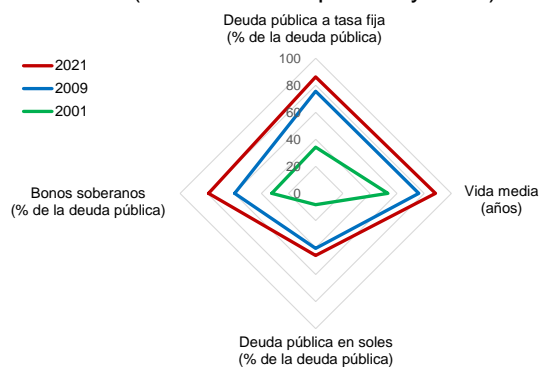 Deuda pública a tasa fija
(% de la deuda pública)
100
80
60
40
20
0
2021
2009
2001
Bonos soberanos
(% de la deuda pública)
Vida media
(años)
Deuda pública en soles
(% de la deuda pública)